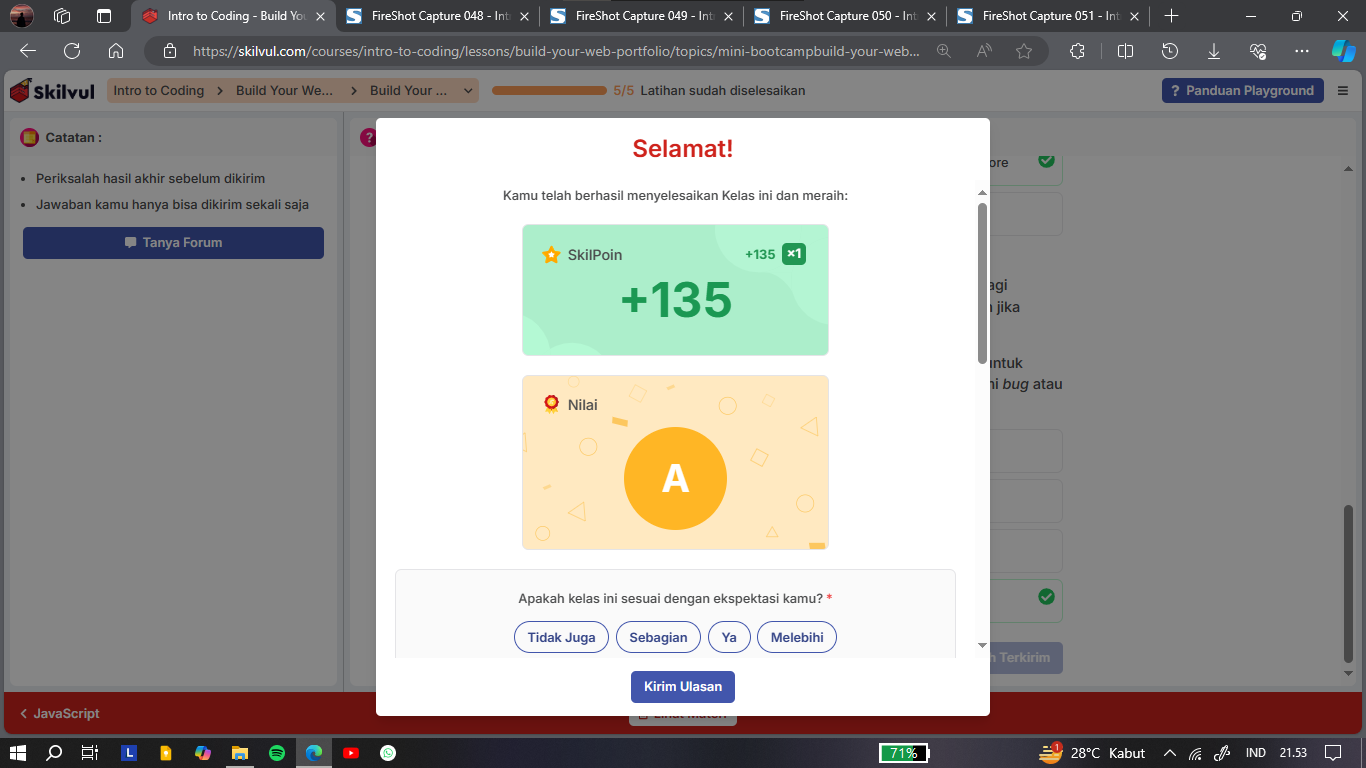 Intro to Coding - Build You
FireShot Capture 048 - Int
FireShot Capture 049 - Int
FireShot Capture 050 - Int
FireShot Capture 051 - Int
https://skilvul.com/courses/intro-to-coding/lessons/build-your-web-portfolio/topics/mini-bootcampbuild-your-web...
Skilvul
Intro to Coding > Build Your We... > Build Your ...
5/5 Latihan sudah diselesaikan
? Panduan Playground
Catatan :
• Periksalah hasil akhir sebelum dikirim
• Jawaban kamu hanya bisa dikirim sekali saja
Tanya Forum
?
Selamat!
Kamu telah berhasil menyelesaikan Kelas ini dan meraih:
SkilPoin
+135 ×1
+135
Nilai
A
Apakah kelas ini sesuai dengan ekspektasi kamu? *
Tidak Juga
Sebagian
Ya
Melebihi
Kirim Ulasan
ore
agi
jika
untuk
ni bug atau
Terkirim
< JavaScript
Lihat Materi
L
71%
1
28°C Kabut
IND
21.53